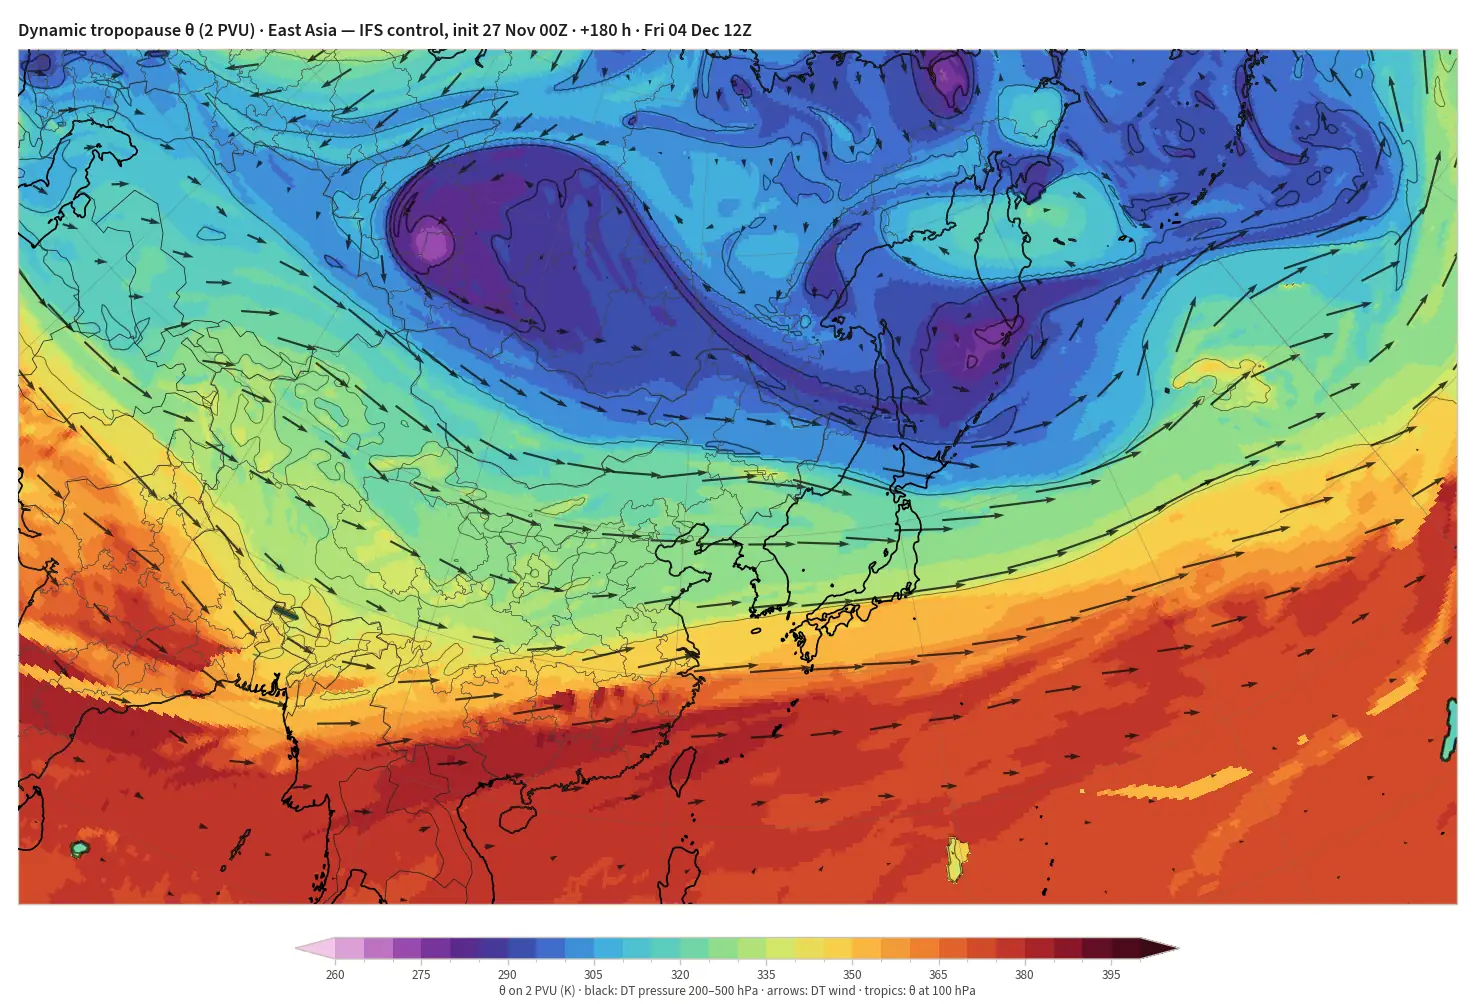 Dynamic tropopause θ (2 PVU) · East Asia — IFS control, init 27 Nov 00Z · +180 h · Fri 04 Dec 12Z
260 275 290 305 320 335 350 365 380 395
θ on 2 PVU (K) · black: DT pressure 200–500 hPa · arrows: DT wind · tropics: θ at 100 hPa